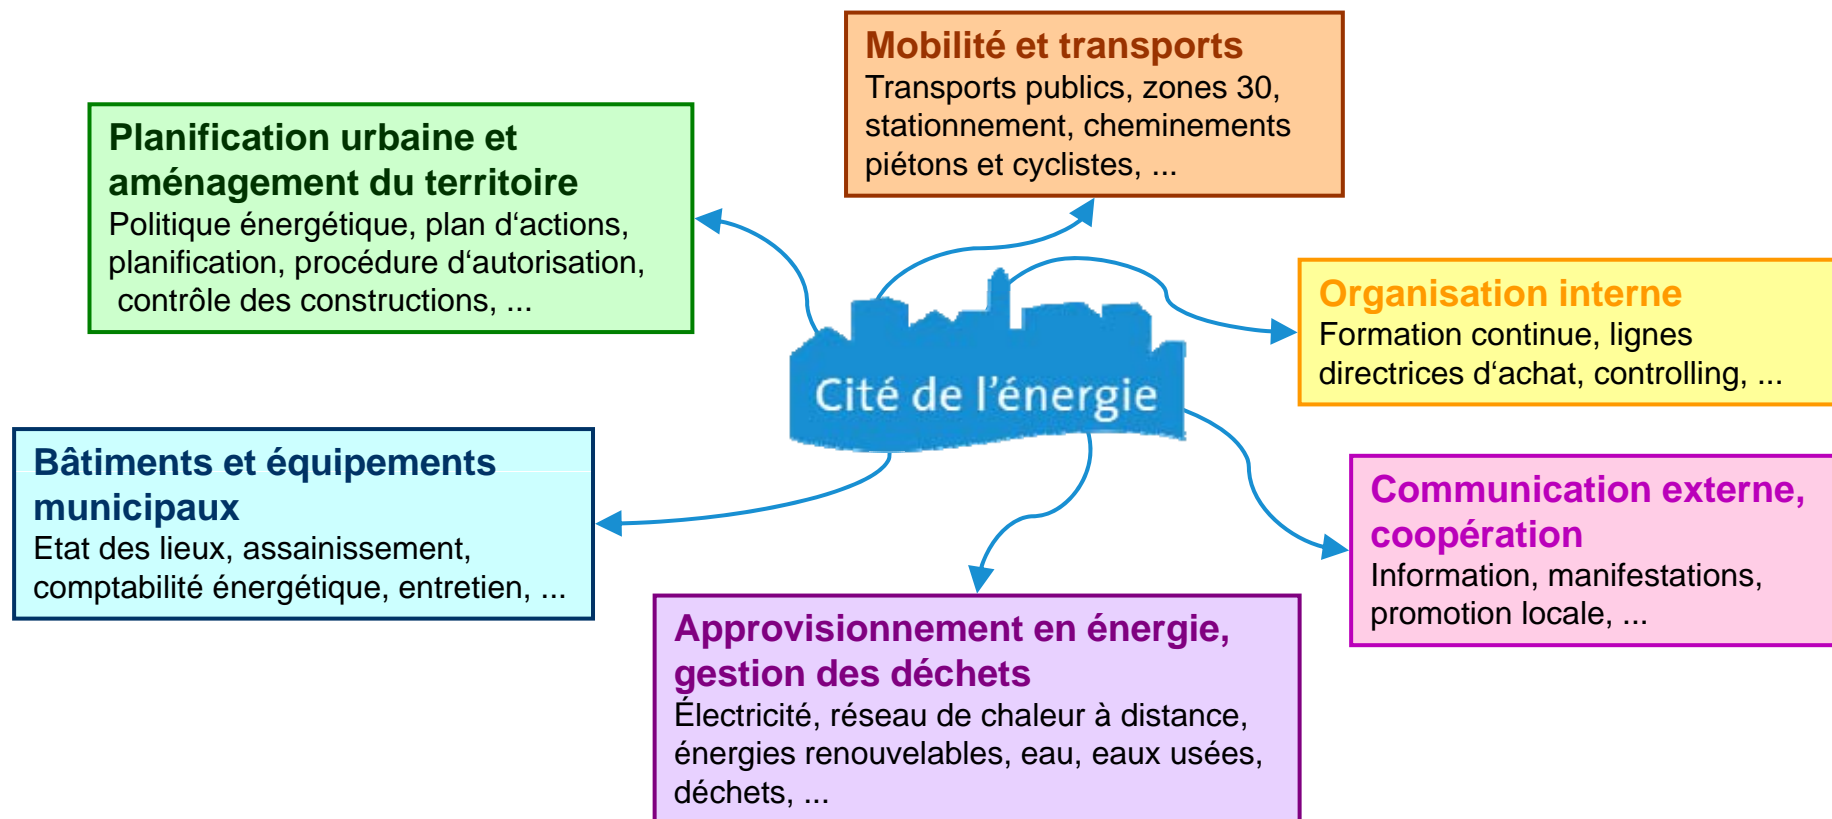 Mobilité et transports
Transports publics, zones 30,
stationnement, cheminements
piétons et cyclistes, ...
Planification urbaine et
aménagement du territoire
Politique énergétique, plan d‘actions,
planification, procédure d‘autorisation,
contrôle des constructions, ...
Organisation interne
Formation continue, lignes
directrices d‘achat, controlling, ...
Cité de l’énergie
Bâtiments et équipements
municipaux
Etat des lieux, assainissement,
comptabilité énergétique, entretien, ...
Communication externe,
coopération
Information, manifestations,
promotion locale, ...
Approvisionnement en énergie,
gestion des déchets
Électricité, réseau de chaleur à distance,
énergies renouvelables, eau, eaux usées,
déchets, ...